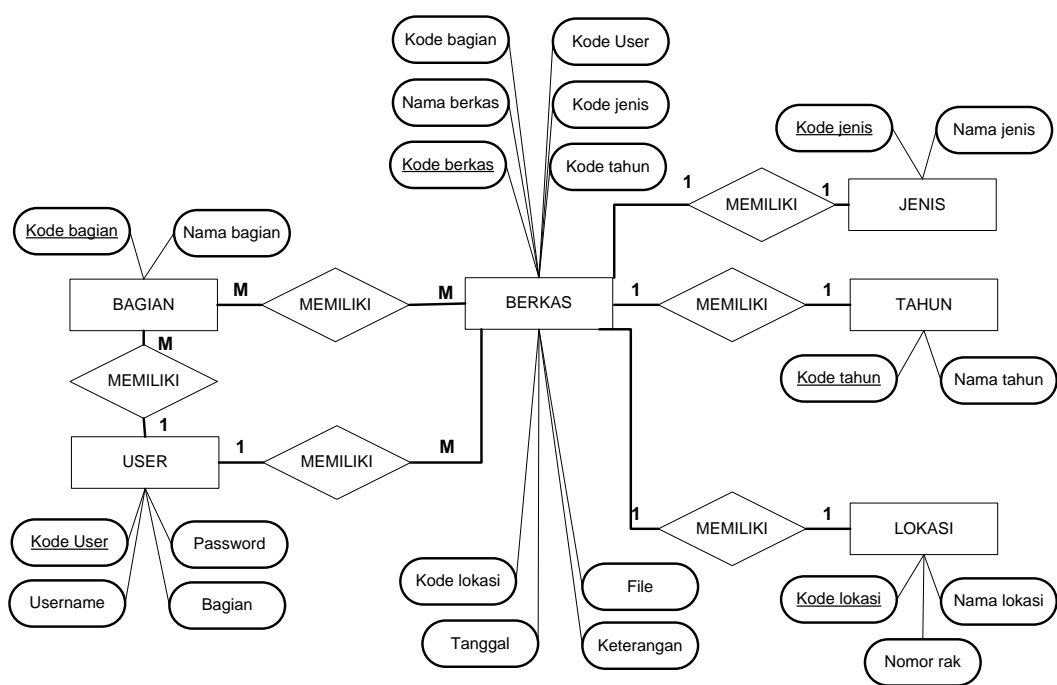 Kode bagian
Kode User
Nama berkas
Kode jenis
Kode berkas
Kode tahun
Kode jenis
Nama jenis
1
MEMILIKI
1
JENIS
Kode bagian
Nama bagian
BAGIAN
M
MEMILIKI
M
BERKAS
1
MEMILIKI
1
TAHUN
M
MEMILIKI
1
Kode tahun
Nama tahun
USER
1
MEMILIKI
M
Kode User
Password
Username
Bagian
1
MEMILIKI
1
LOKASI
Kode lokasi
File
Tanggal
Keterangan
Kode lokasi
Nama lokasi
Nomor rak